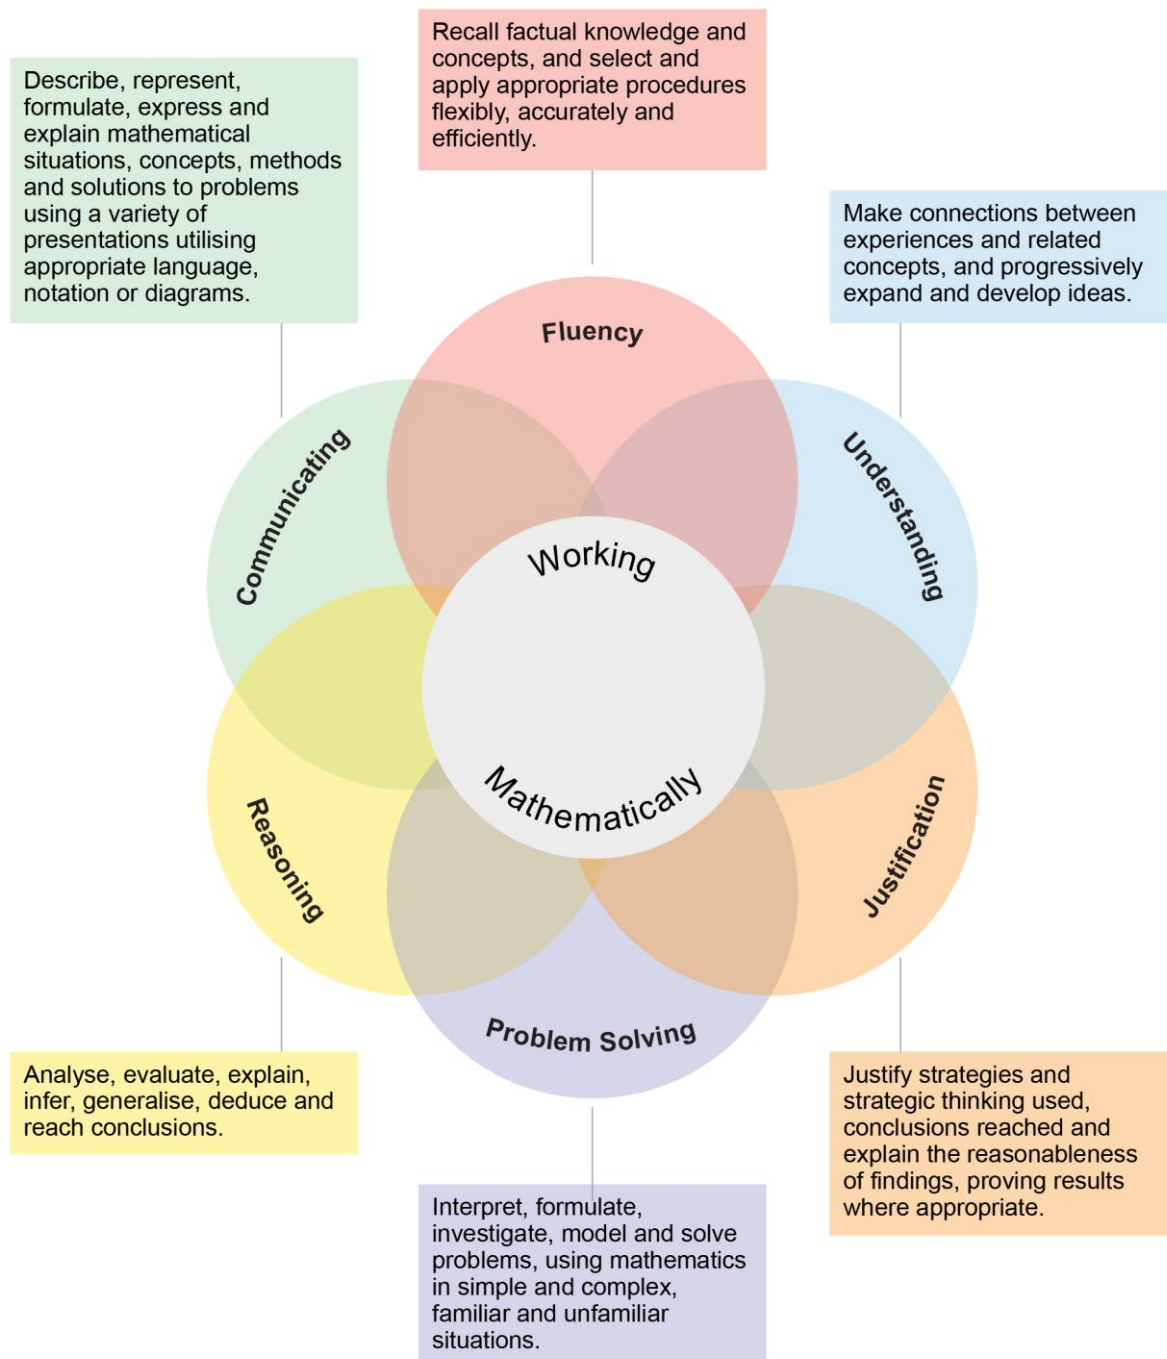 Recall factual knowledge and
concepts, and select and
apply appropriate procedures
flexibly, accurately and
efficiently.
Describe, represent,
formulate, express and
explain mathematical
situations, concepts, methods
and solutions to problems
using a variety of
presentations utilising
appropriate language,
notation or diagrams.
Make connections between
experiences and related
concepts, and progressively
expand and develop ideas.
Fluency
Communicating
Understanding
Working
Mathematically
Reasoning
Justification
Problem Solving
Analyse, evaluate, explain,
infer, generalise, deduce and
reach conclusions.
Justify strategies and
strategic thinking used,
conclusions reached and
explain the reasonableness
of findings, proving results
where appropriate.
Interpret, formulate,
investigate, model and solve
problems, using mathematics
in simple and complex,
familiar and unfamiliar
situations.